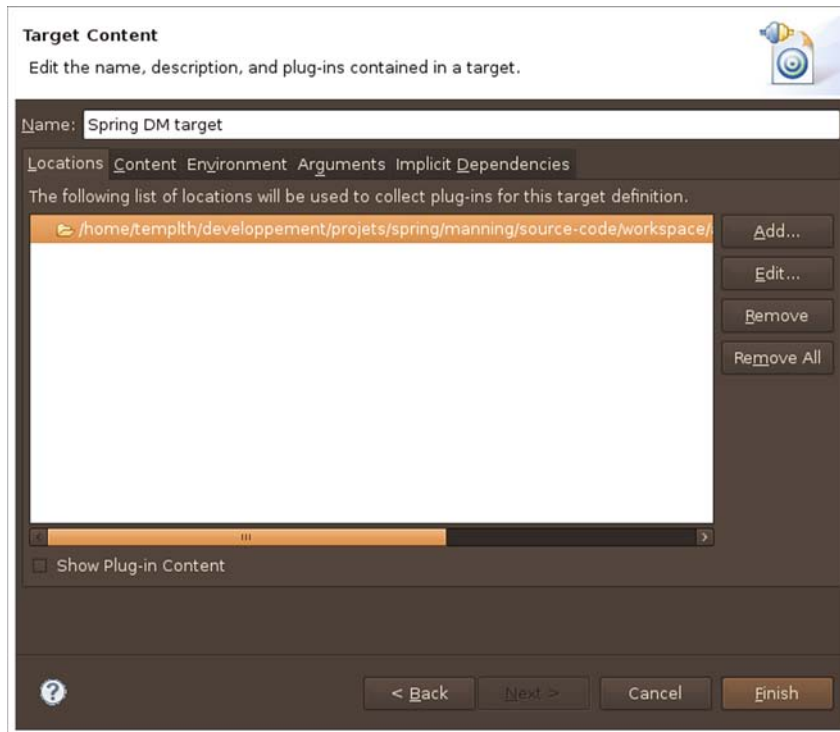 Target Content
Edit the name, description, and plug-ins contained in a target.
Name: Spring DM target
Locations Content Environment Arguments Implicit Dependencies
The following list of locations will be used to collect plug-ins for this target definition.
/home/templth/developpement/projets/spring/manning/source-code/workspace/
Add...
Edit...
Remove
Remove All
Show Plug-in Content
< Back Next > Cancel Finish